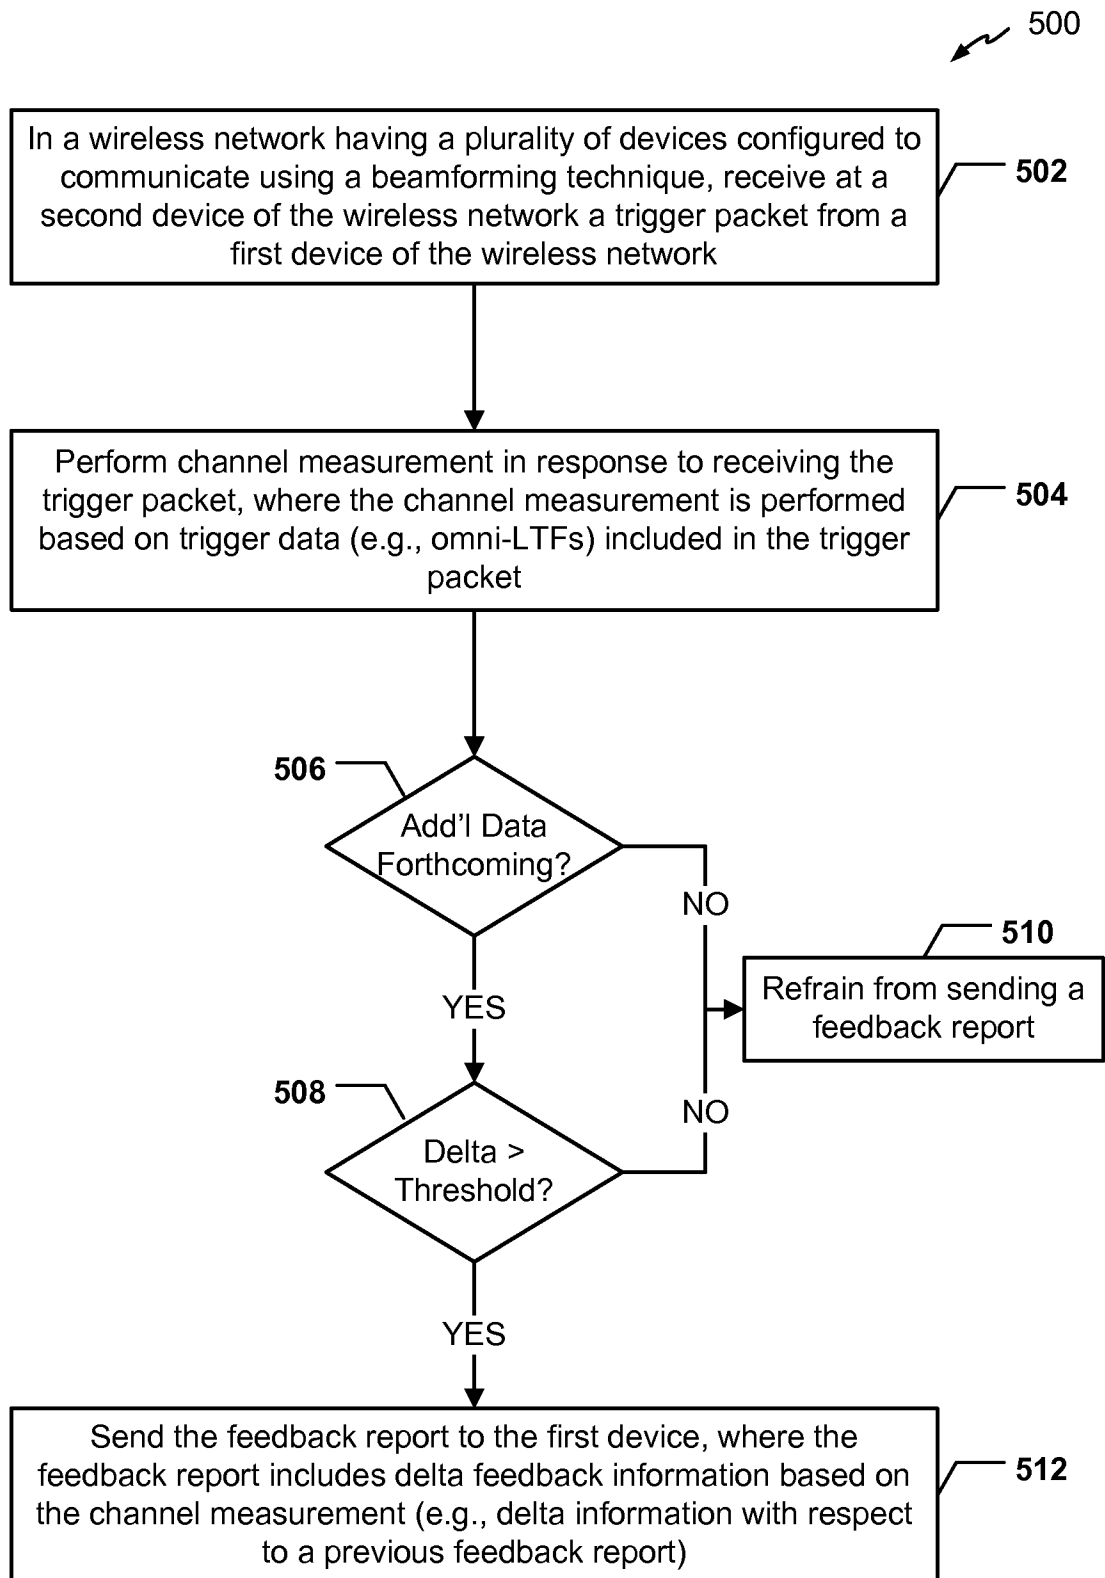 500
In a wireless network having a plurality of devices configured to
communicate using a beamforming technique, receive at a
second device of the wireless network a trigger packet from a
first device of the wireless network
502
Perform channel measurement in response to receiving the
trigger packet, where the channel measurement is performed
based on trigger data (e.g., omni-LTFs) included in the trigger
packet
504
506
Add'l Data
Forthcoming?
NO
YES
510
Refrain from sending a
feedback report
508
Delta >
Threshold?
NO
YES
Send the feedback report to the first device, where the
feedback report includes delta feedback information based on
the channel measurement (e.g., delta information with respect
to a previous feedback report)
512